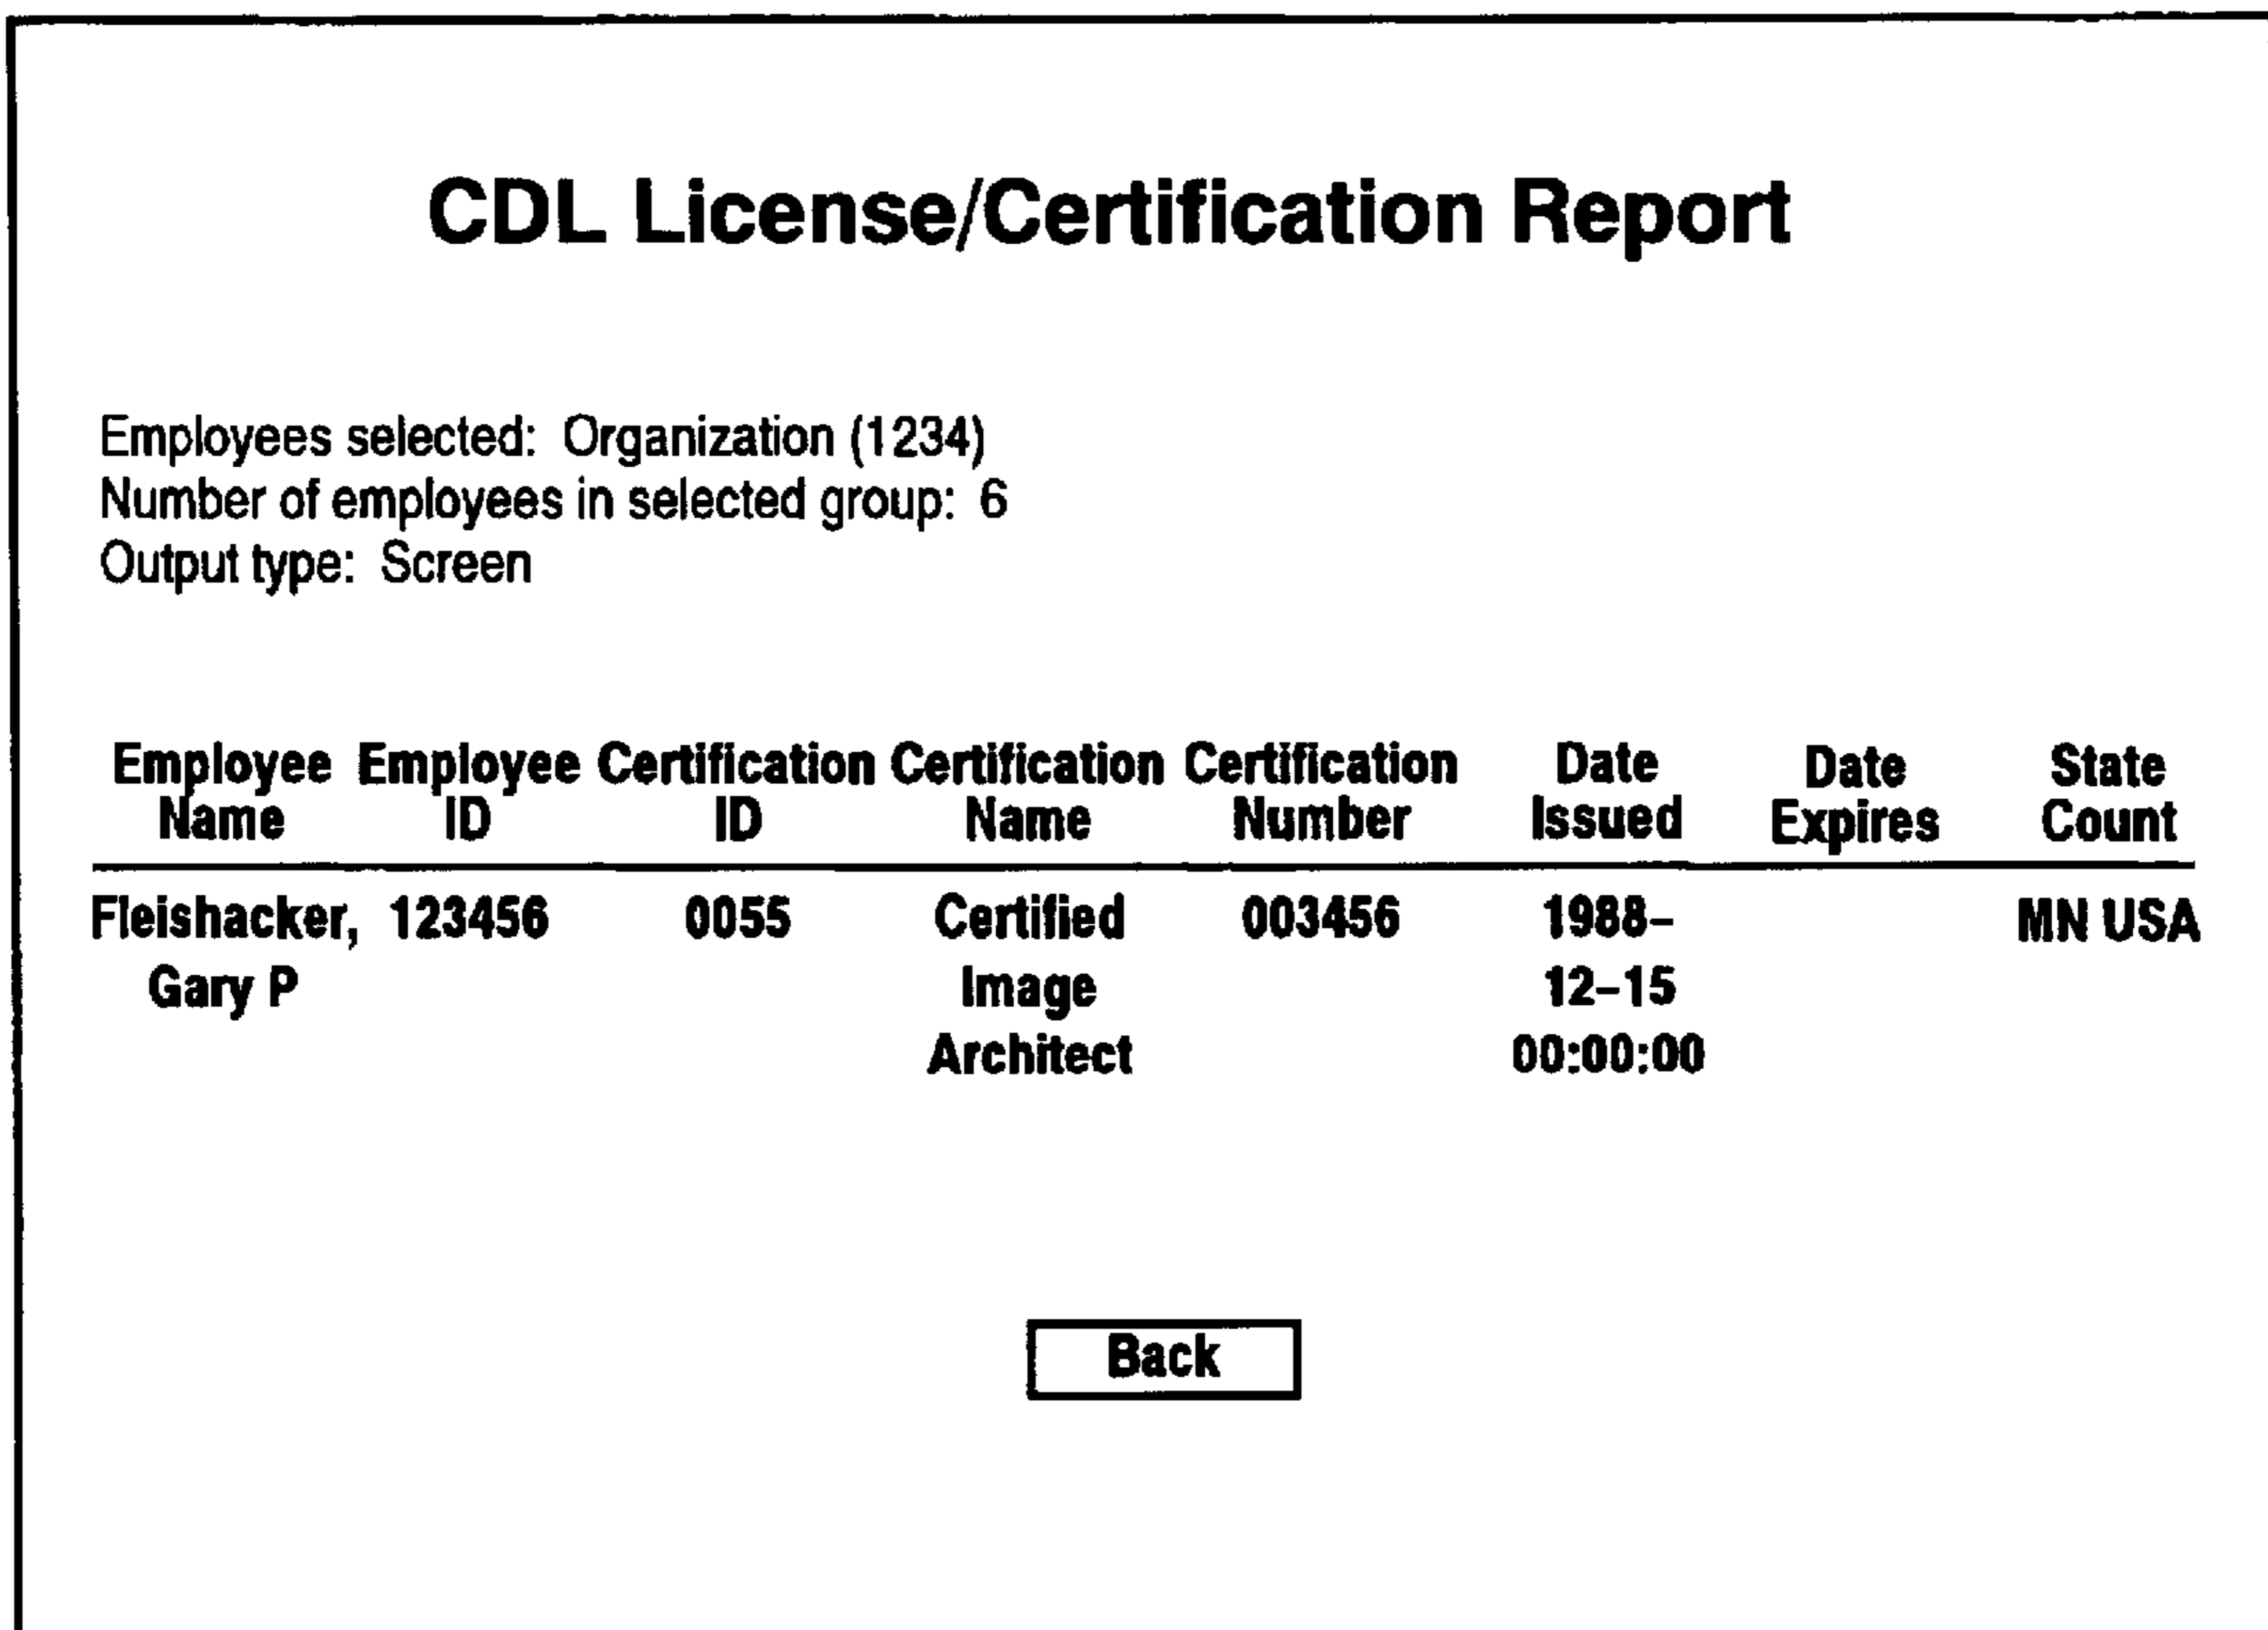 CDL License/Certification Report
Employees selected: Organization (1234)
Number of employees in selected group: 6
Output type: Screen
Employee Employee Certification Certification Certification Date Date State
Name ID ID Name Number Issued Expires Count
Fleishacker, 123456 0055 Certified 003456 1988– MN USA
Gary P Image 12–15
Architect 00:00:00
Back